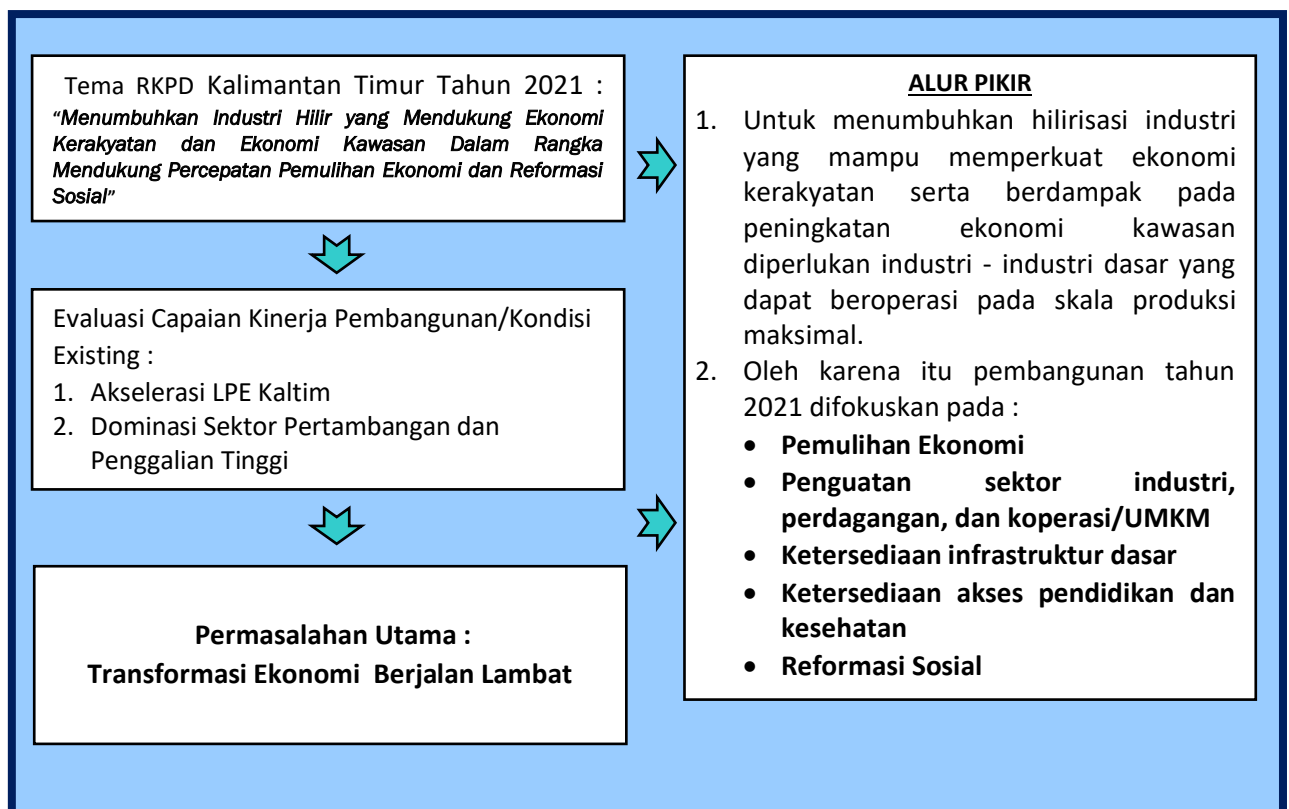 Tema RKPD Kalimantan Timur Tahun 2021 :
"Menumbuhkan Industri Hilir yang Mendukung Ekonomi
Kerakyatan dan Ekonomi Kawasan Dalam Rangka
Mendukung Percepatan Pemulihan Ekonomi dan Reformasi
Sosial"
Evaluasi Capaian Kinerja Pembangunan/Kondisi
Existing :
1. Akselerasi LPE Kaltim
2. Dominasi Sektor Pertambangan dan
Penggalian Tinggi
Permasalahan Utama :
Transformasi Ekonomi Berjalan Lambat
ALUR PIKIR
1. Untuk menumbuhkan hilirisasi industri
yang mampu memperkuat ekonomi
kerakyatan serta berdampak pada
peningkatan ekonomi kawasan
diperlukan industri - industri dasar yang
dapat beroperasi pada skala produksi
maksimal.
2. Oleh karena itu pembangunan tahun
2021 difokuskan pada :
• Pemulihan Ekonomi
• Penguatan sektor industri,
perdagangan, dan koperasi/UMKM
• Ketersediaan infrastruktur dasar
• Ketersediaan akses pendidikan dan
kesehatan
• Reformasi Sosial